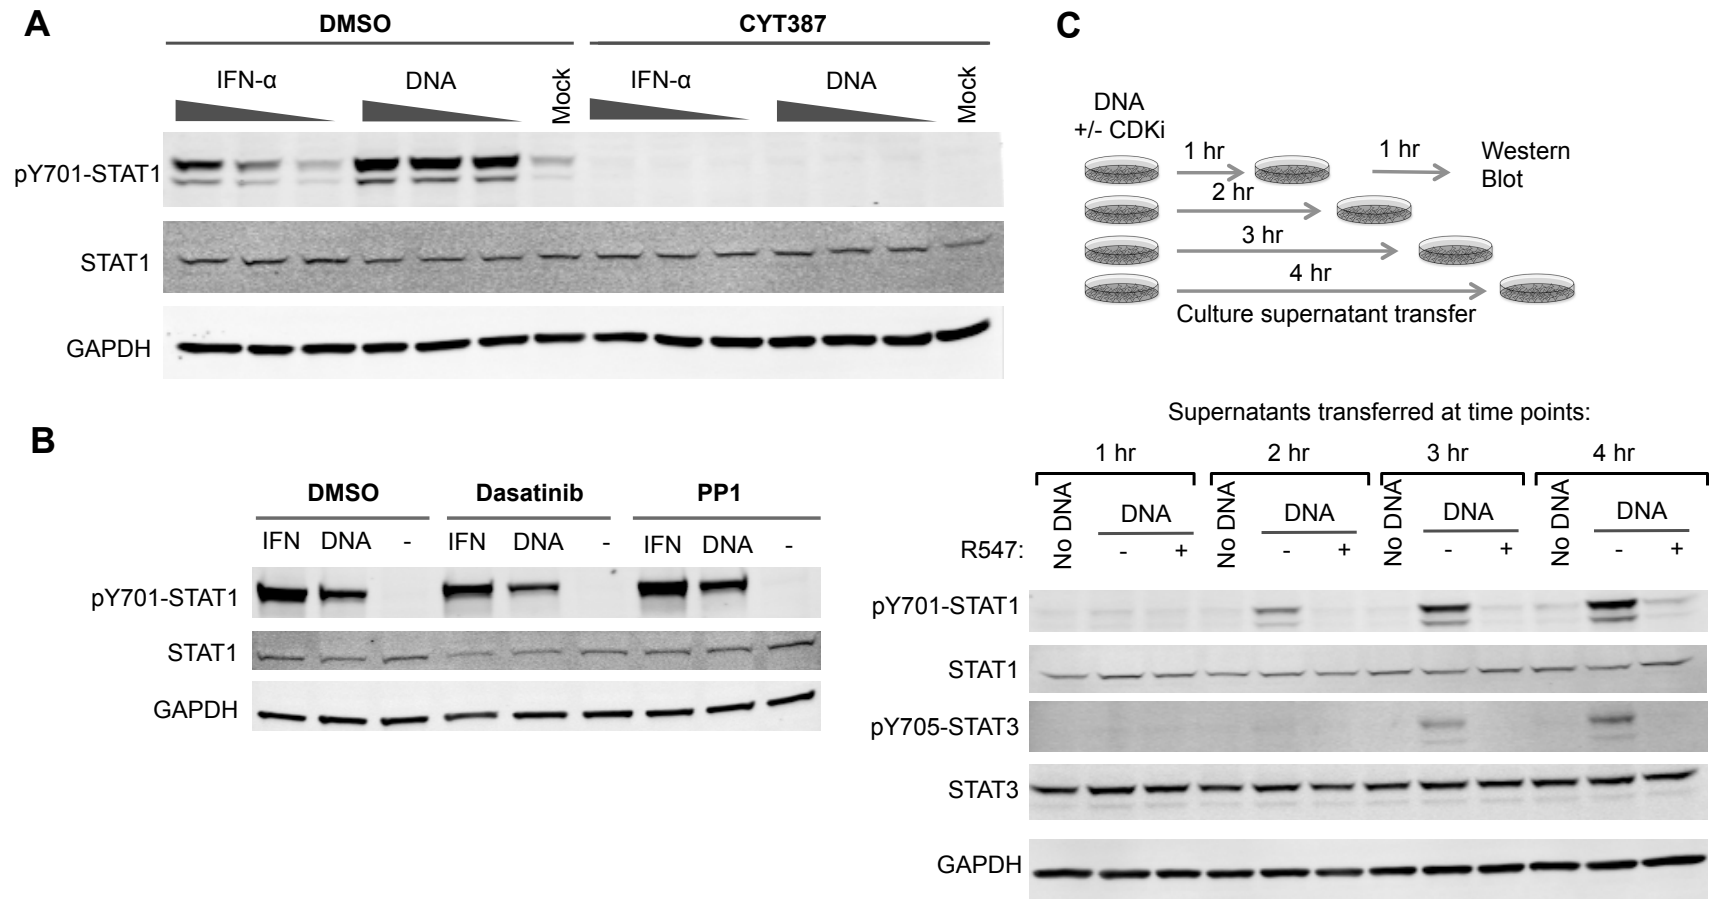 A
DMSO
CYT387
IFN-α
DNA
Mock
IFN-α
DNA
Mock
pY701-STAT1
STAT1
GAPDH
B
DMSO
Dasatinib
PP1
IFN
DNA
-
IFN
DNA
-
IFN
DNA
-
pY701-STAT1
STAT1
GAPDH
C
DNA
+/- CDKi
1 hr
1 hr
Western
Blot
2 hr
3 hr
4 hr
Culture supernatant transfer
Supernatants transferred at time points:
1 hr
2 hr
3 hr
4 hr
No DNA
DNA
No DNA
DNA
No DNA
DNA
No DNA
DNA
R547:
-
+
-
+
-
+
-
+
pY701-STAT1
STAT1
pY705-STAT3
STAT3
GAPDH